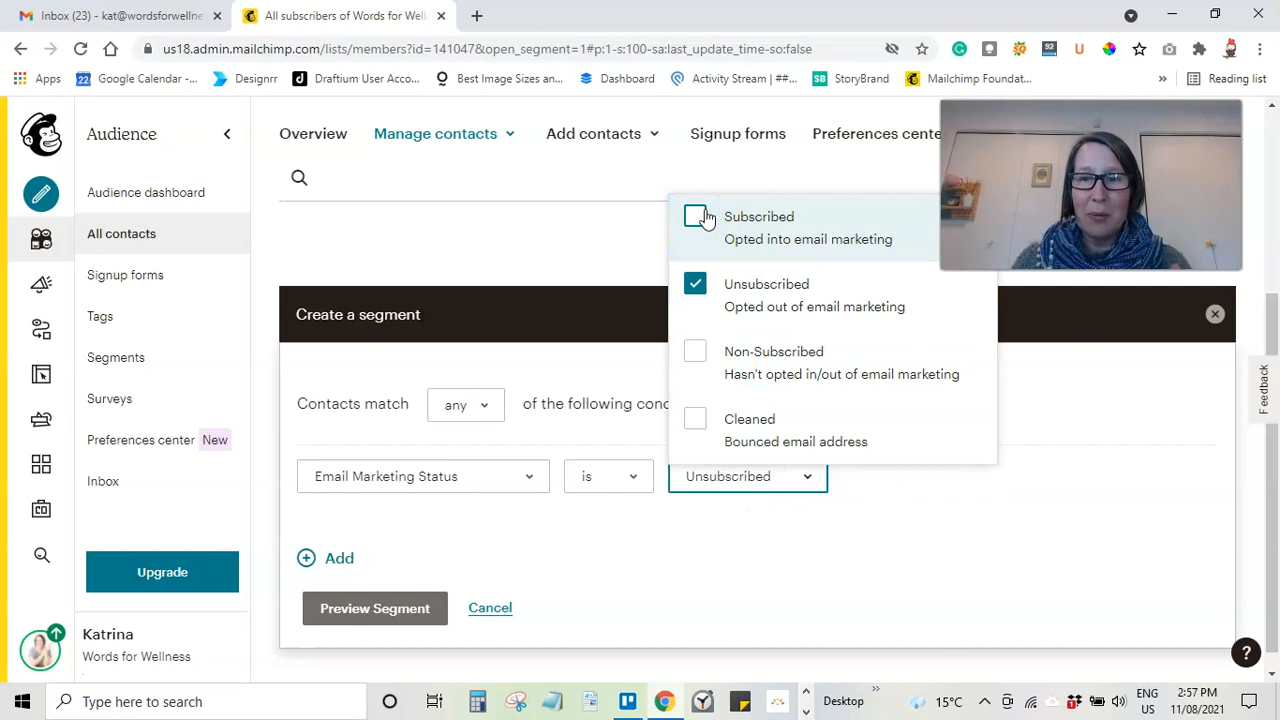 Inbox (23) - kat@wordsforwellne
All subscribers of Words for Well
us18.admin.mailchimp.com/lists/members?id=141047&open_segment=1#p:1-s:100-sa:last_update_time-so:false
92
Apps
22
Google Calendar -...
Designrr
Draftium User Acco...
Best Image Sizes an...
Dashboard
Activity Stream | ##...
SB
StoryBrand
Mailchimp Foundat...
»
Reading list
Audience
Overview
Manage contacts
Add contacts
Signup forms
Preferences cente
Audience dashboard
All contacts
Signup forms
Tags
Segments
Surveys
Preferences center New
Inbox
Upgrade
Katrina
Words for Wellness
Subscribed
Opted into email marketing
Unsubscribed
Opted out of email marketing
Non-Subscribed
Hasn't opted in/out of email marketing
Cleaned
Bounced email address
Create a segment
Contacts match any of the following cond
Email Marketing Status
is
Unsubscribed
Add
Preview Segment
Cancel
Feedback
?
Type here to search
Desktop
»
15°C
1
ENG
US
2:57 PM
11/08/2021